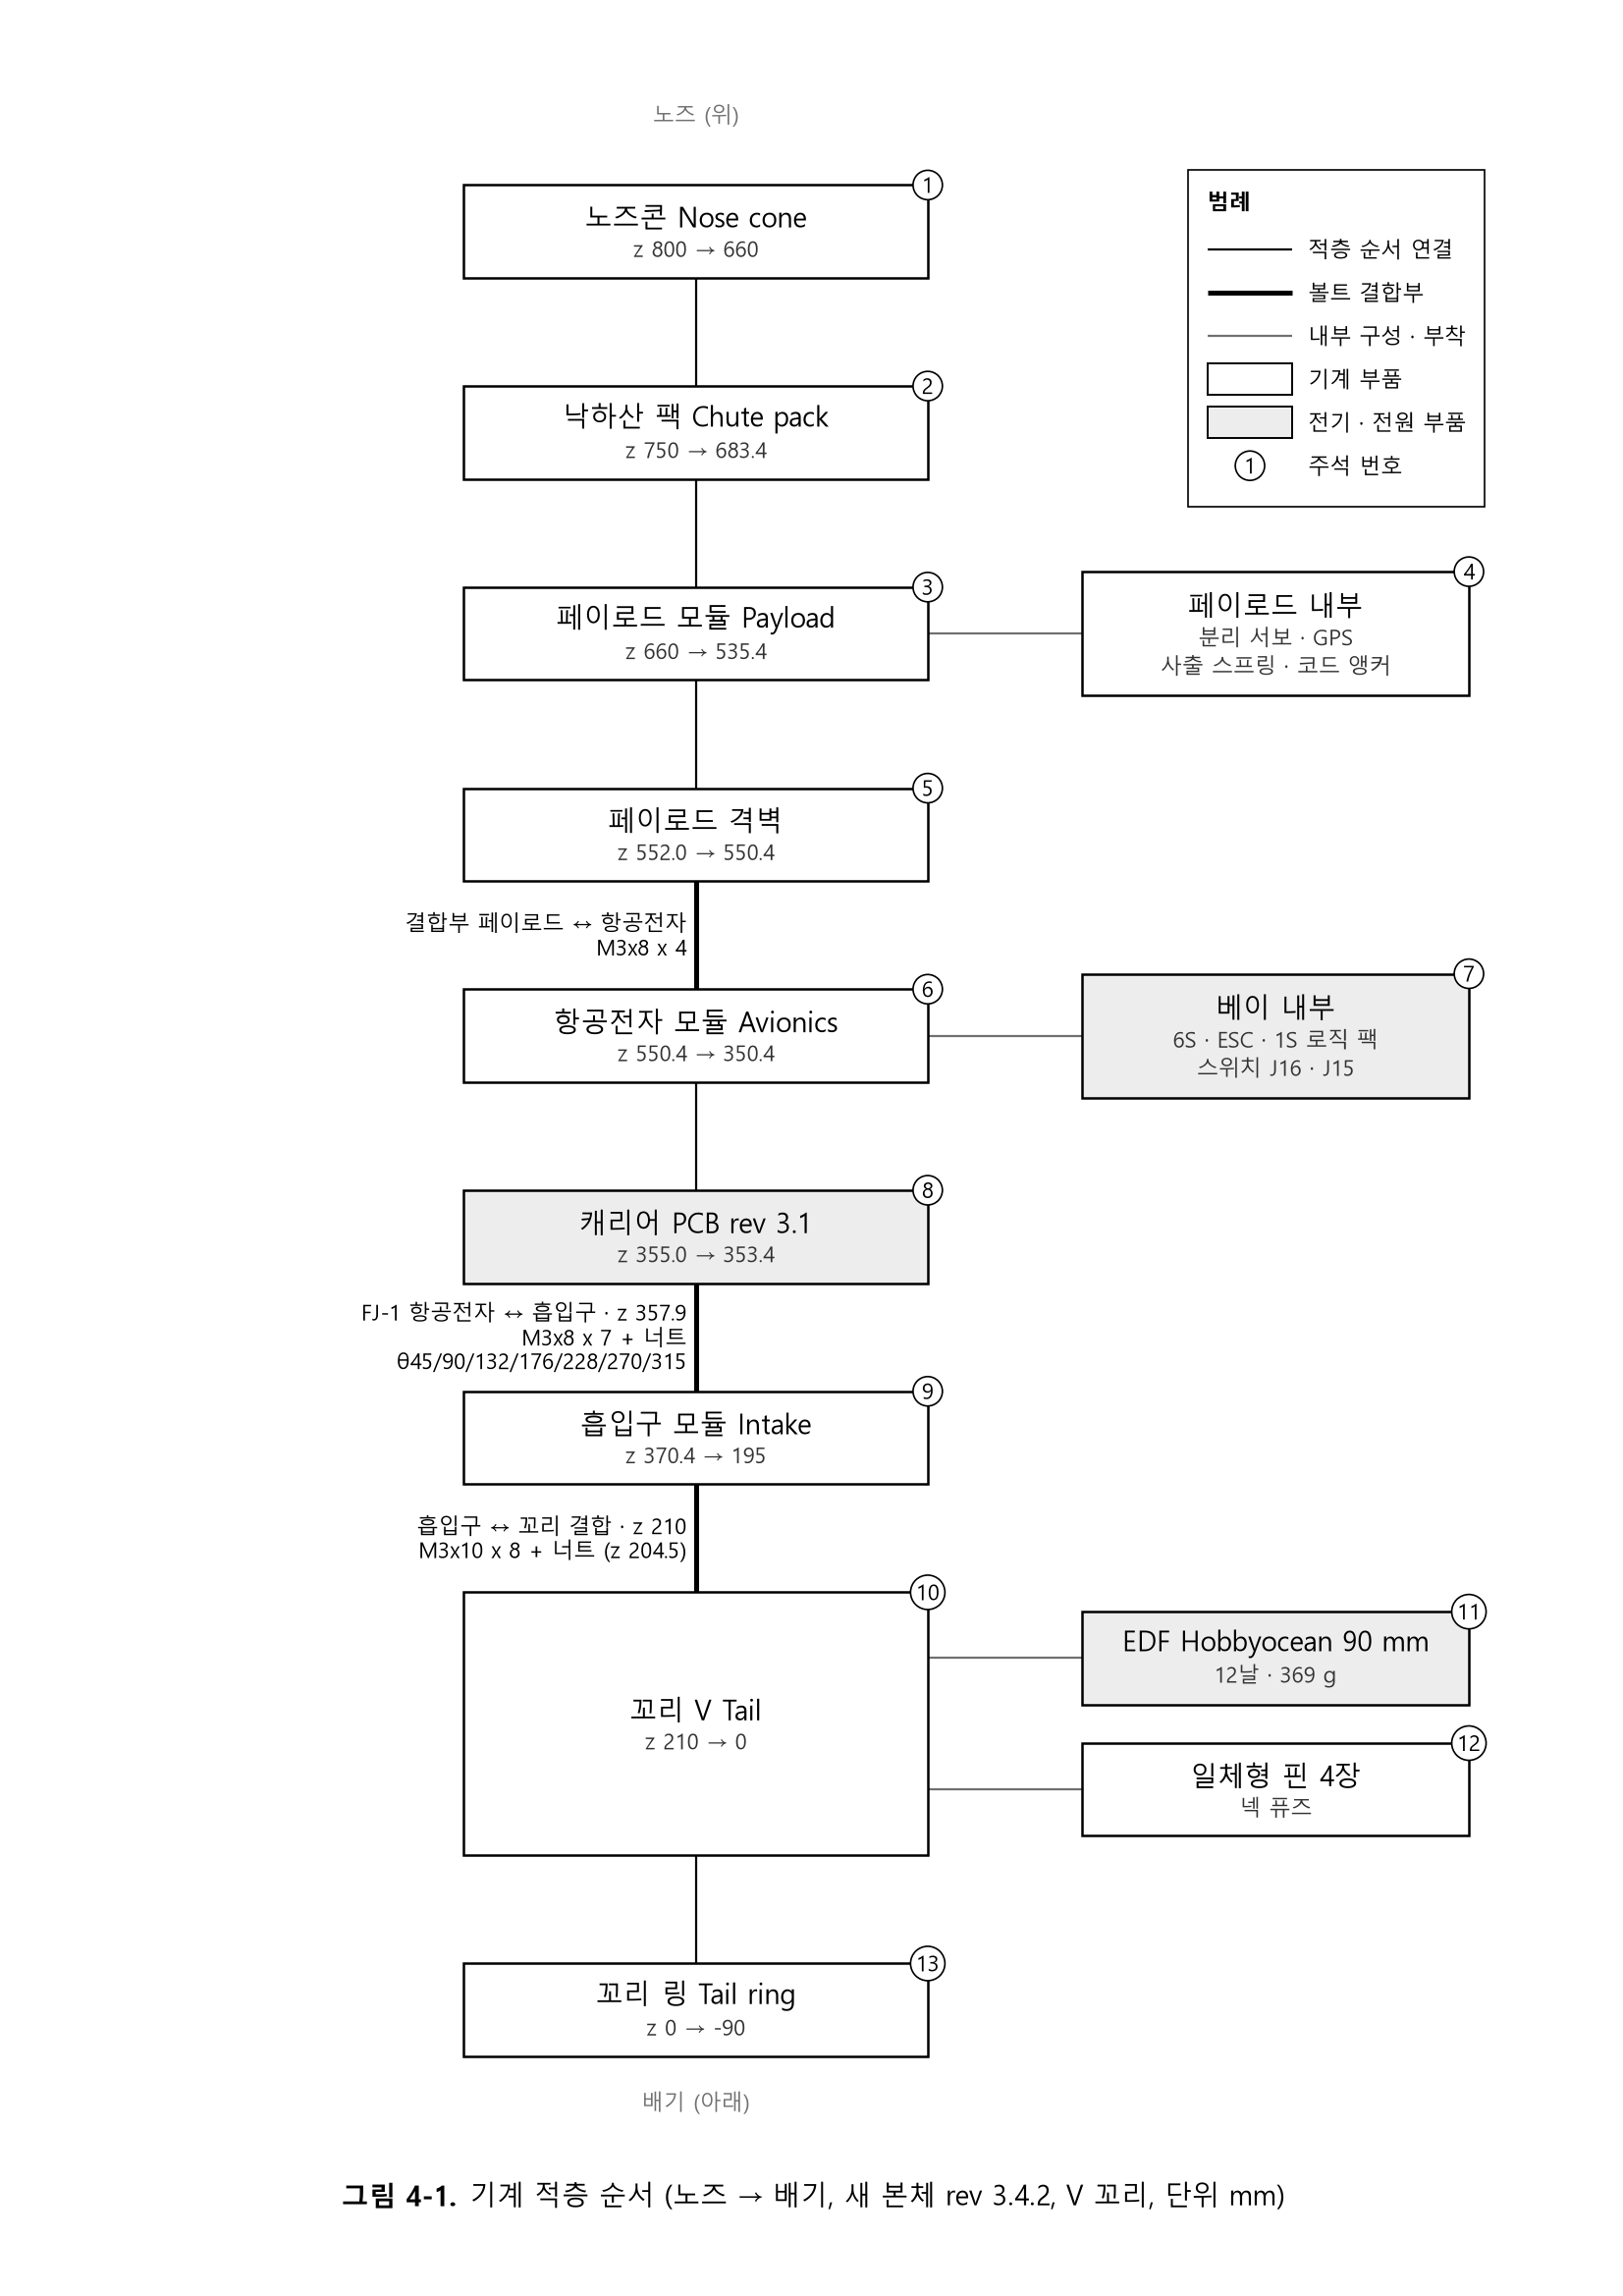 노즈 (위)
1
노즈콘 Nose cone
z 800 → 660
범례
적층 순서 연결
볼트 결합부
내부 구성 · 부착
기계 부품
전기 · 전원 부품
1 주석 번호
2
낙하산 팩 Chute pack
z 750 → 683.4
3
페이로드 모듈 Payload
z 660 → 535.4
4
페이로드 내부
분리 서보 · GPS
사출 스프링 · 코드 앵커
5
페이로드 격벽
z 552.0 → 550.4
결합부 페이로드 ↔ 항공전자
M3x8 x 4
6
항공전자 모듈 Avionics
z 550.4 → 350.4
7
베이 내부
6S · ESC · 1S 로직 팩
스위치 J16 · J15
8
캐리어 PCB rev 3.1
z 355.0 → 353.4
FJ-1 항공전자 ↔ 흡입구 · z 357.9
M3x8 x 7 + 너트
θ45/90/132/176/228/270/315
9
흡입구 모듈 Intake
z 370.4 → 195
흡입구 ↔ 꼬리 결합 · z 210
M3x10 x 8 + 너트 (z 204.5)
10
꼬리 V Tail
z 210 → 0
11
EDF Hobbyocean 90 mm
12날 · 369 g
12
일체형 핀 4장
넥 퓨즈
13
꼬리 링 Tail ring
z 0 → -90
배기 (아래)
그림 4-1. 기계 적층 순서 (노즈 → 배기, 새 본체 rev 3.4.2, V 꼬리, 단위 mm)